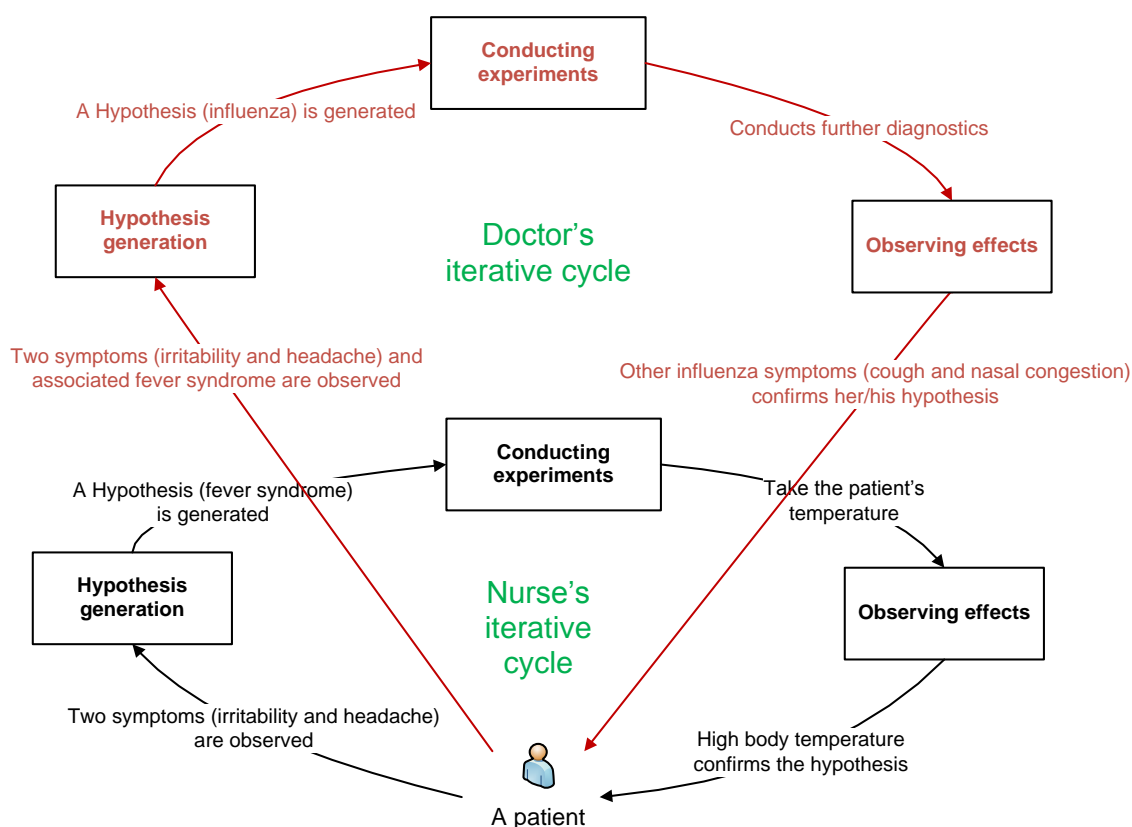 Conducting
experiments
A Hypothesis (influenza) is generated
Conducts further diagnostics
Hypothesis
generation
Doctor’s
iterative cycle
Observing effects
Two symptoms (irritability and headache) and
associated fever syndrome are observed
Other influenza symptoms (cough and nasal congestion)
confirms her/his hypothesis
Conducting
experiments
A Hypothesis (fever syndrome)
is generated
Take the patient’s
temperature
Hypothesis
generation
Nurse’s
iterative
cycle
Observing effects
Two symptoms (irritability and headache)
are observed
High body temperature
confirms the hypothesis
A patient